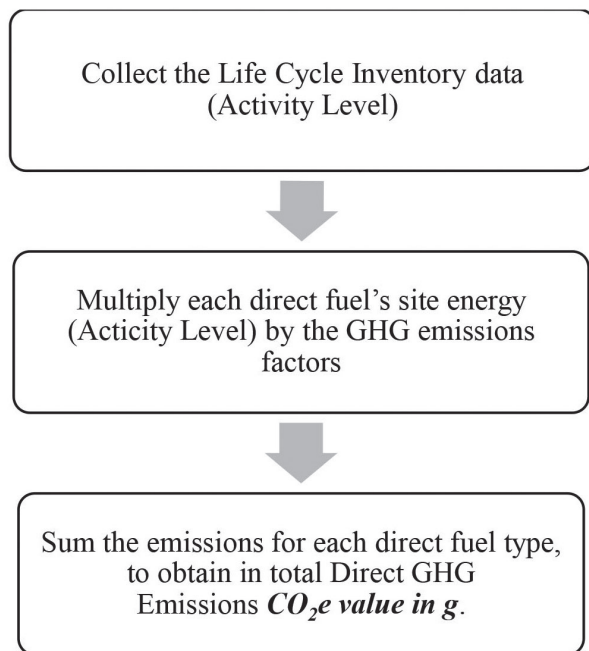 Collect the Life Cycle Inventory data
(Activity Level)
Multiply each direct fuel’s site energy
(Acticity Level) by the GHG emissions
factors
Sum the emissions for each direct fuel type,
to obtain in total Direct GHG
Emissions CO₂e value in g.